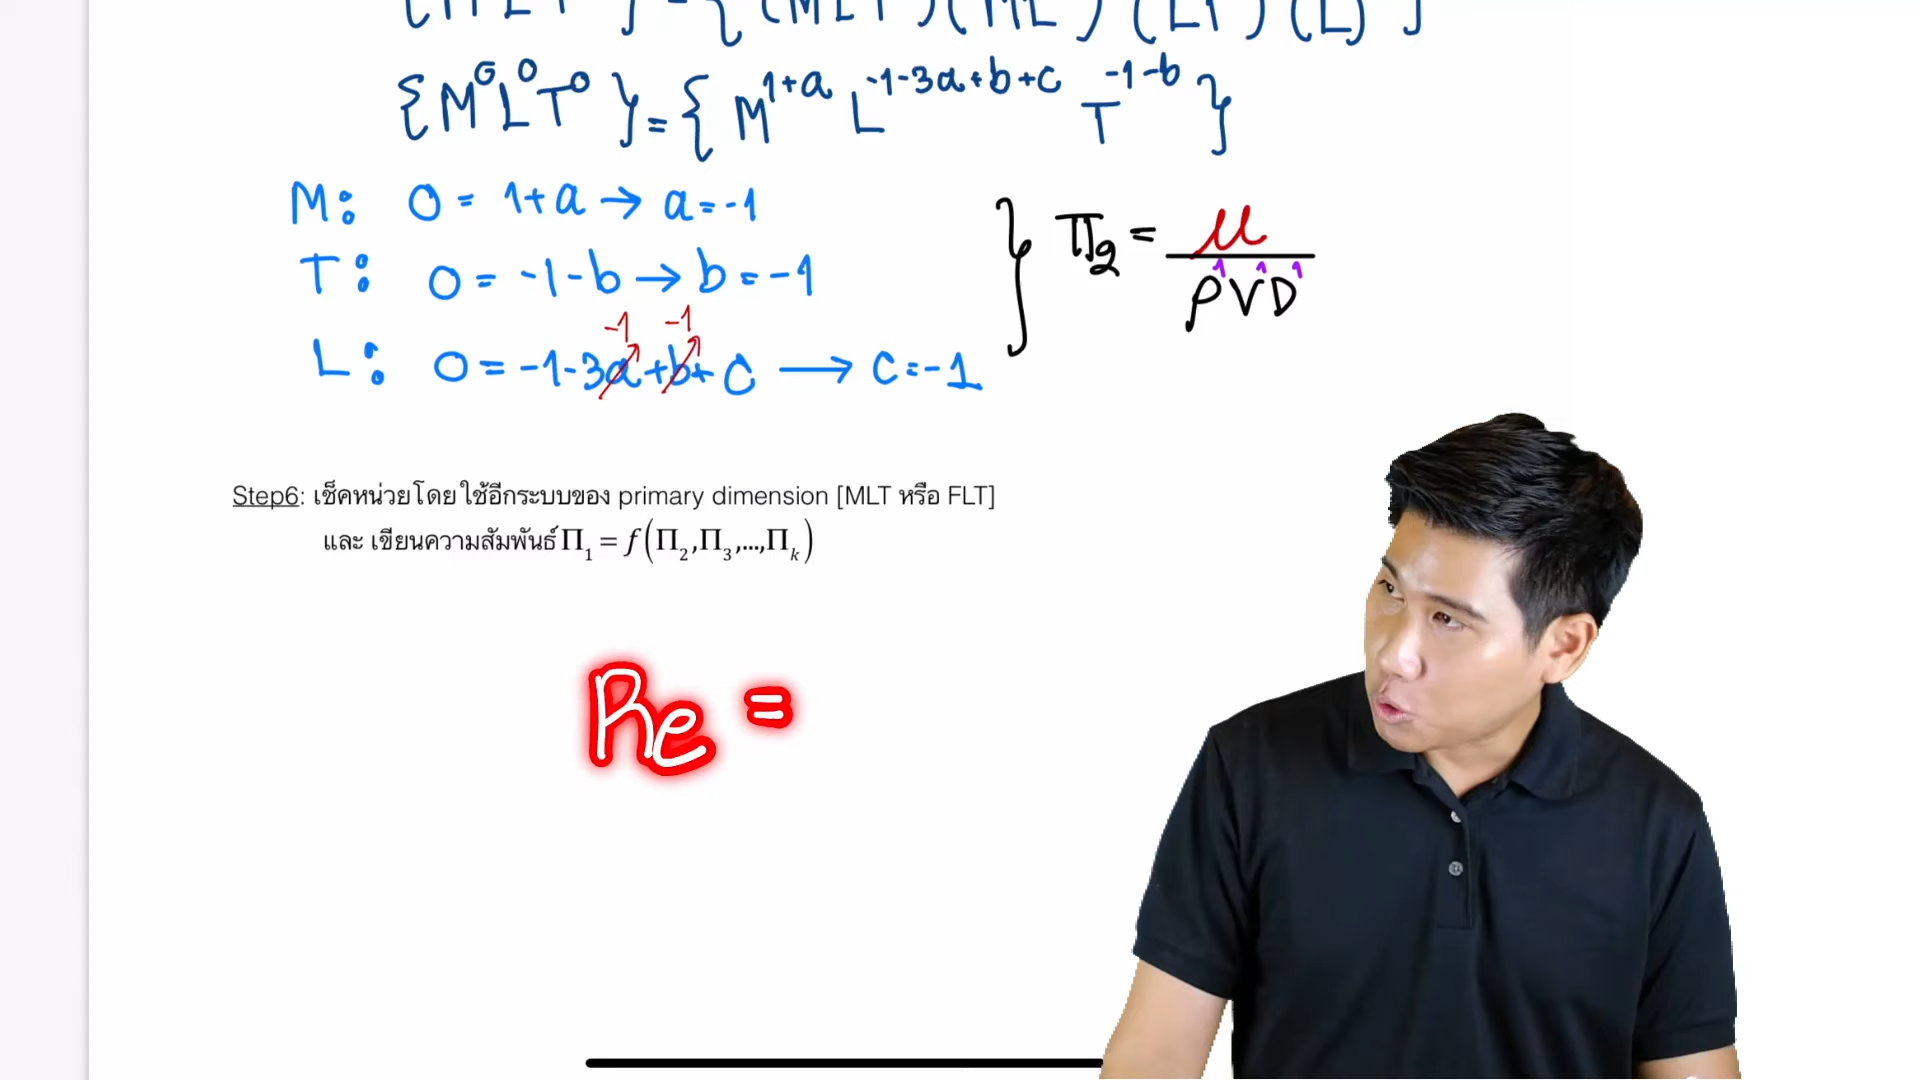 {M⁰L⁰T⁰} = {M^1+a L^-1-3a+b+c T^-1-b}
M: 0 = 1+a → a=-1
T: 0 = -1-b → b=-1
-1 -1
L: 0 = -1-3a+b+c → c=-1
} Π₂ = μ / ρ¹V¹D¹
Step6: เช็คหน่วยโดยใช้อีกระบบของ primary dimension [MLT หรือ FLT]
และ เขียนความสัมพันธ์ Π₁ = f(Π₂,Π₃,...,Πₖ)
Re =